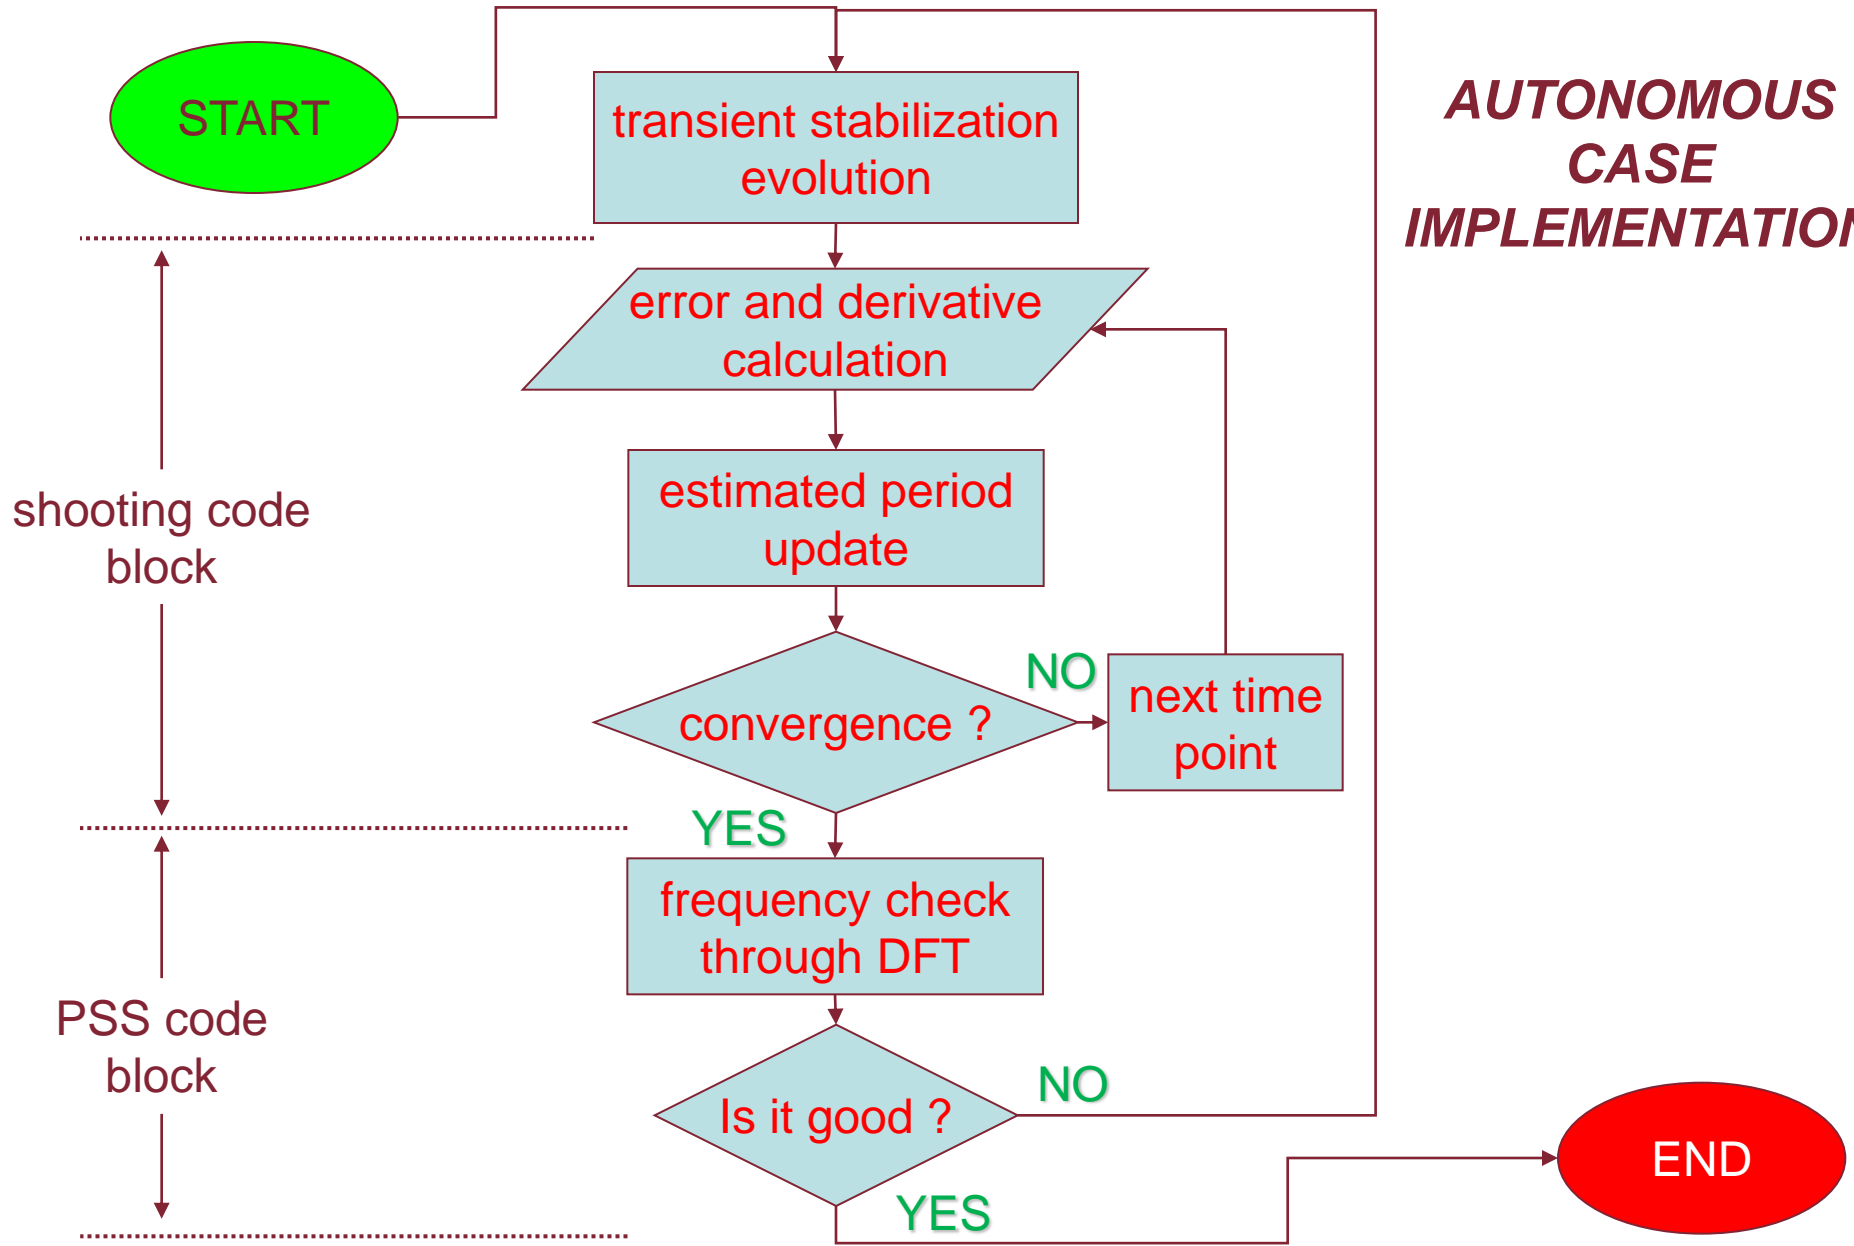 START
transient stabilization
evolution
AUTONOMOUS
CASE
IMPLEMENTATION
error and derivative
calculation
estimated period
update
shooting code
block
convergence ?
NO
next time
point
YES
frequency check
through DFT
PSS code
block
Is it good ?
NO
YES
END